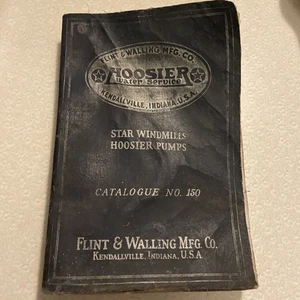 FLINT & WALLING MFG. CO.
HOOSIER
Water Service
KENDALLVILLE, INDIANA, U.S.A.
STAR WINDMILLS
HOOSIER PUMPS
CATALOGUE NO. 150
FLINT & WALLING MFG. CO.
KENDALLVILLE, INDIANA, U.S.A